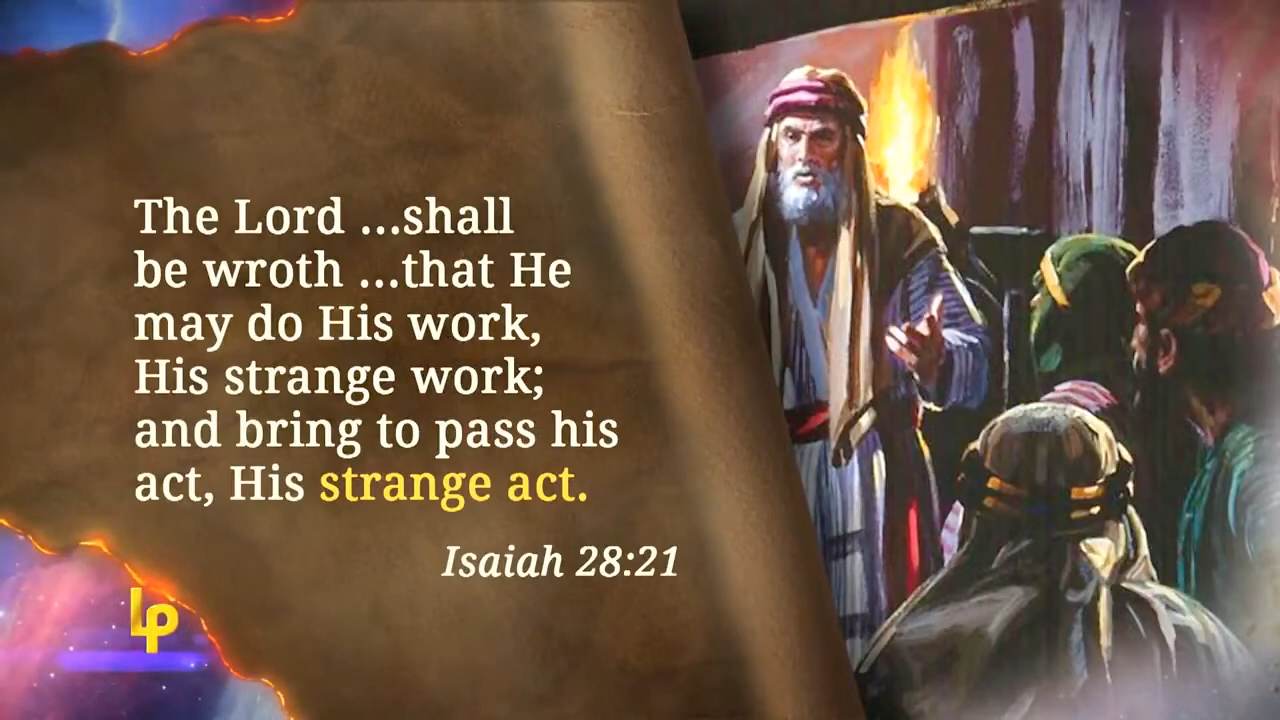 The Lord ...shall
be wroth ...that He
may do His work,
His strange work;
and bring to pass his
act, His strange act.
Isaiah 28:21
Lp